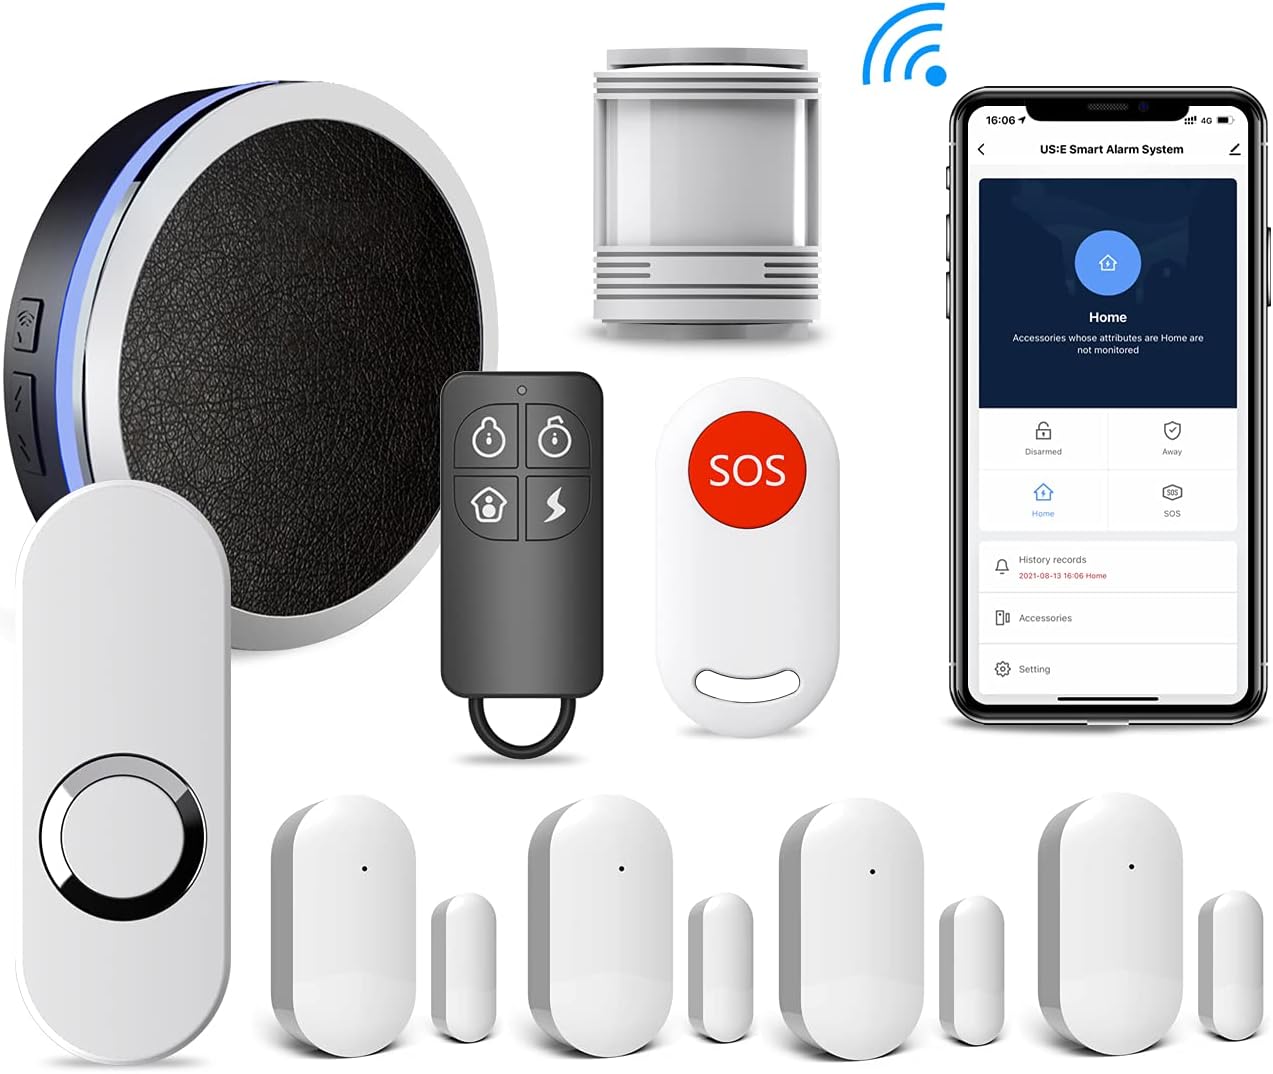 16:06
4G
US:E Smart Alarm System
Home
Accessories whose attributes are Home are
not monitored
Disarmed
Away
Home
SOS
SOS
History records
2021-08-13 16:06 Home
Accessories
Setting
SOS